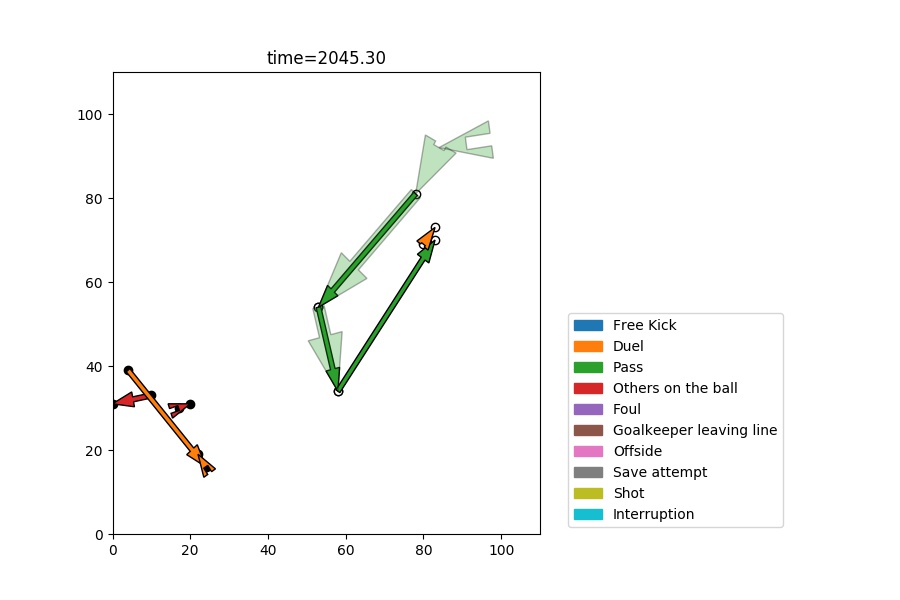 time=2045.30
100
80
60
40
20
0
0 20 40 60 80 100
Free Kick
Duel
Pass
Others on the ball
Foul
Goalkeeper leaving line
Offside
Save attempt
Shot
Interruption